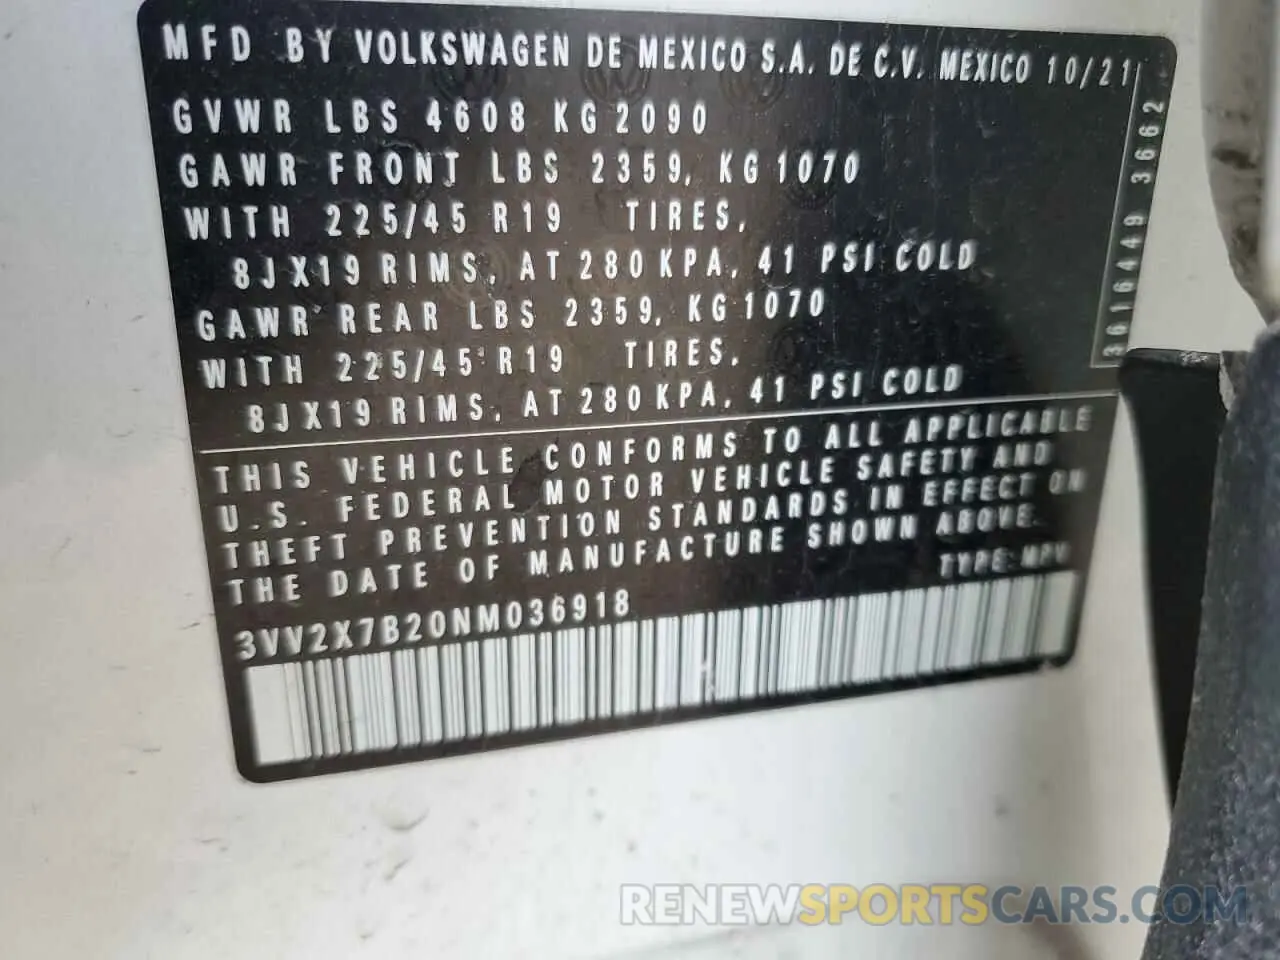 MFD BY VOLKSWAGEN DE MEXICO S.A. DE C.V. MEXICO 10/21
GVWR LBS 4608 KG 2090
GAWR FRONT LBS 2359, KG 1070
WITH 225/45 R19 TIRES,
8JX19 RIMS, AT 280 KPA, 41 PSI COLD
GAWR REAR LBS 2359, KG 1070
WITH 225/45 R19 TIRES,
8JX19 RIMS, AT 280 KPA, 41 PSI COLD
3616449 3662
THIS VEHICLE CONFORMS TO ALL APPLICABLE
U.S. FEDERAL MOTOR VEHICLE SAFETY AND
THEFT PREVENTION STANDARDS IN EFFECT ON
THE DATE OF MANUFACTURE SHOWN ABOVE.
TYPE: MPV
3VV2X7B20NM036918
RENEWSPORTSCARS.COM